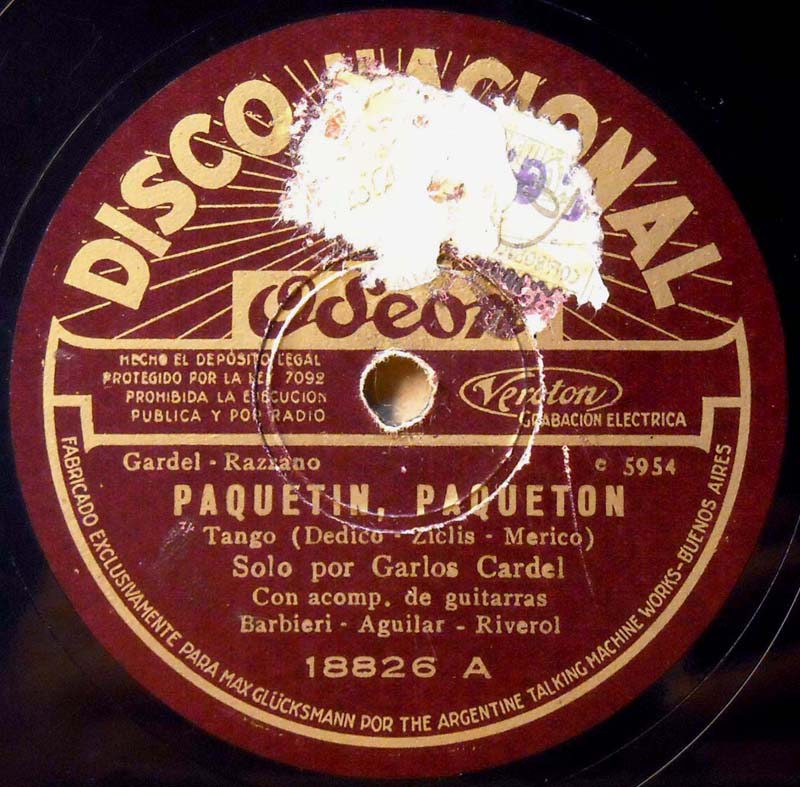 DISCO NACIONAL
Odeon
HECHO EL DEPÓSITO LEGAL
PROTEGIDO POR LA LEY 7092
PROHIBIDA LA EJECUCION
PUBLICA Y POR RADIO
Veroton
GRABACIÓN ELECTRICA
Gardel - Razzano
e 5954
PAQUETIN, PAQUETON
Tango (Dedico - Ziclis - Merico)
Solo por Garlos Cardel
Con acomp. de guitarras
Barbieri - Aguilar - Riverol
18826 A
FABRICADO EXCLUSIVAMENTE PARA MAX GLÜCKSMANN POR THE ARGENTINE TALKING MACHINE WORKS-BUENOS AIRES